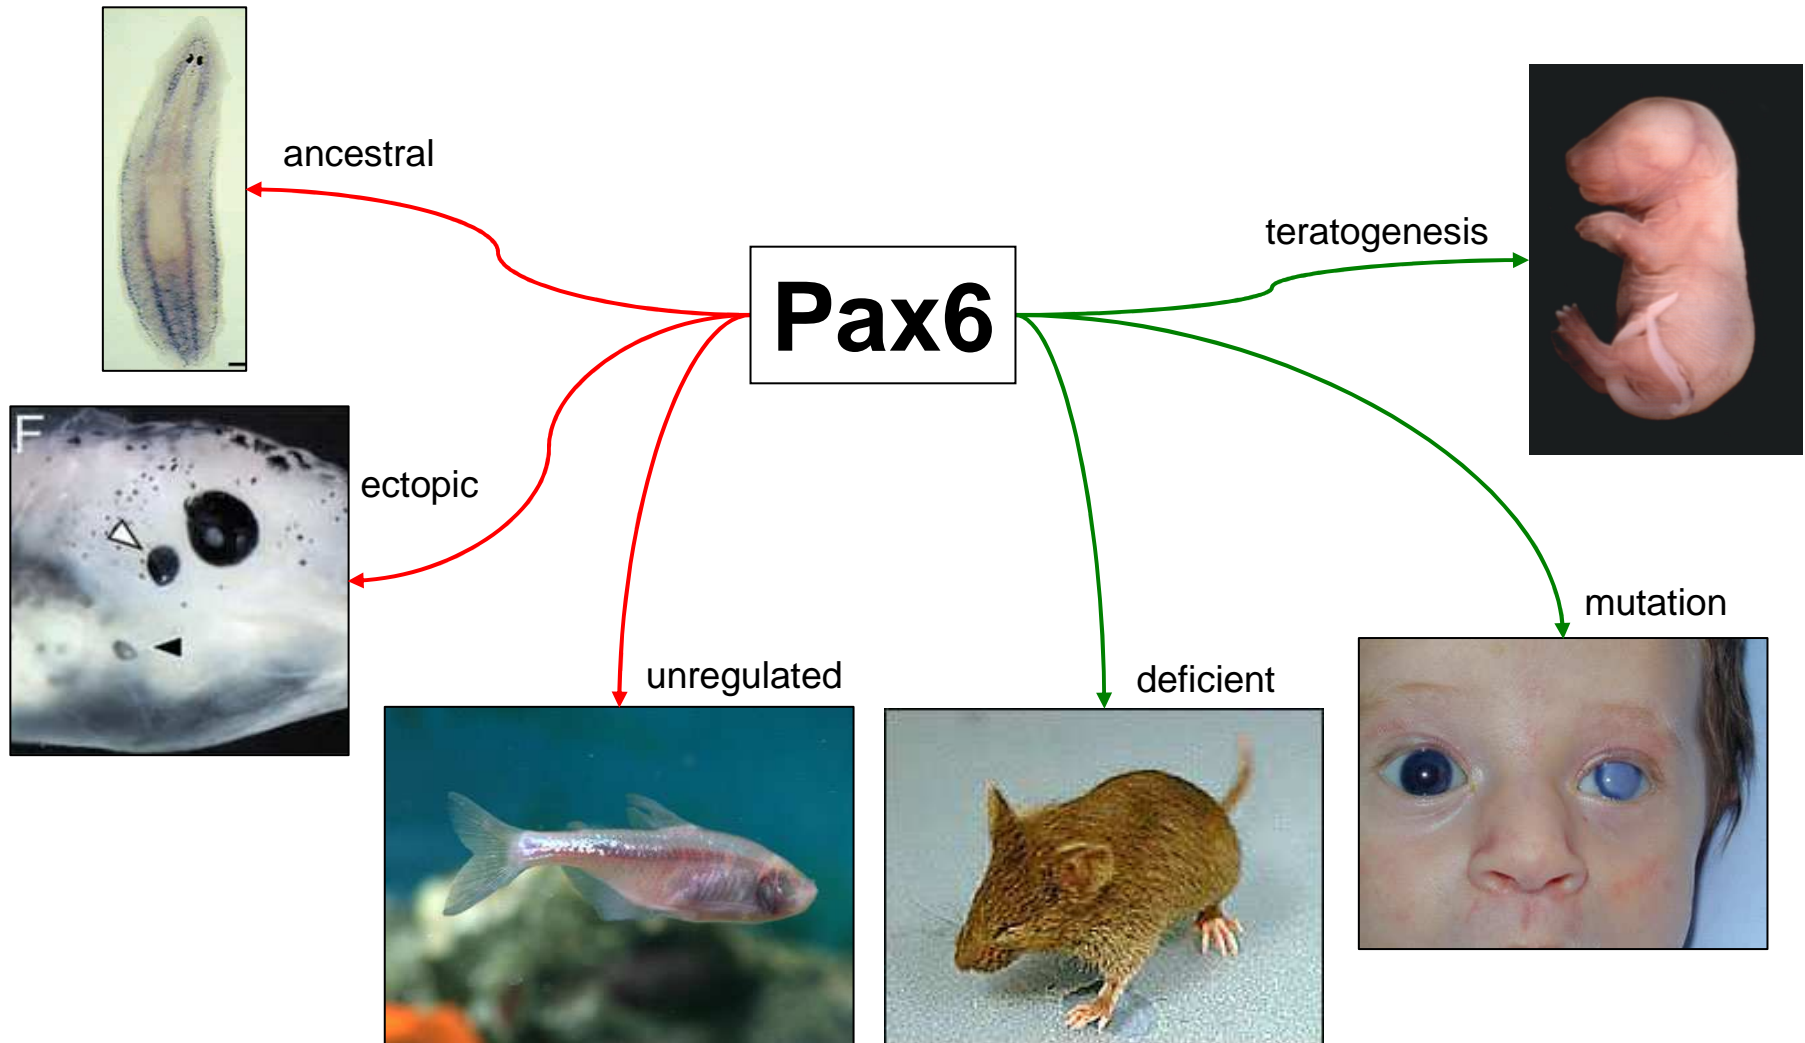 ancestral
teratogenesis
Pax6
F
ectopic
mutation
unregulated
deficient